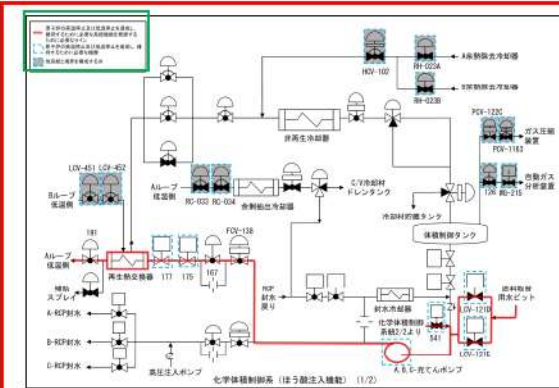 HCV-102
RH-023A
RH-023B
A余熱除去冷却器
B余熱除去冷却器
非再生冷却器
PCV-122C
PCV-1163
ガス圧縮
装置
自動ガス
分析装置
LCV-451
LCV-452
Bループ
低温側
Aループ
低温側
RC-033
RC-034
余剰抽出冷却器
C/V冷却材
ドレンタンク
冷却材貯蔵タンク
体積制御タンク
181
Aループ
低温側
再生熱交換器
177
175
167
FCV-138
補助
スプレイ
A-RCP封水
B-RCP封水
C-RCP封水
高圧注入ポンプ
RCP
封水
戻り
封水冷却器
化学体積制御
系統2/2より
541
LCV-121D
LCV-121E
燃料取替
用水ピット
A,B,C-充てんポンプ
化学体積制御系(ほう酸注入機能) (1/2)